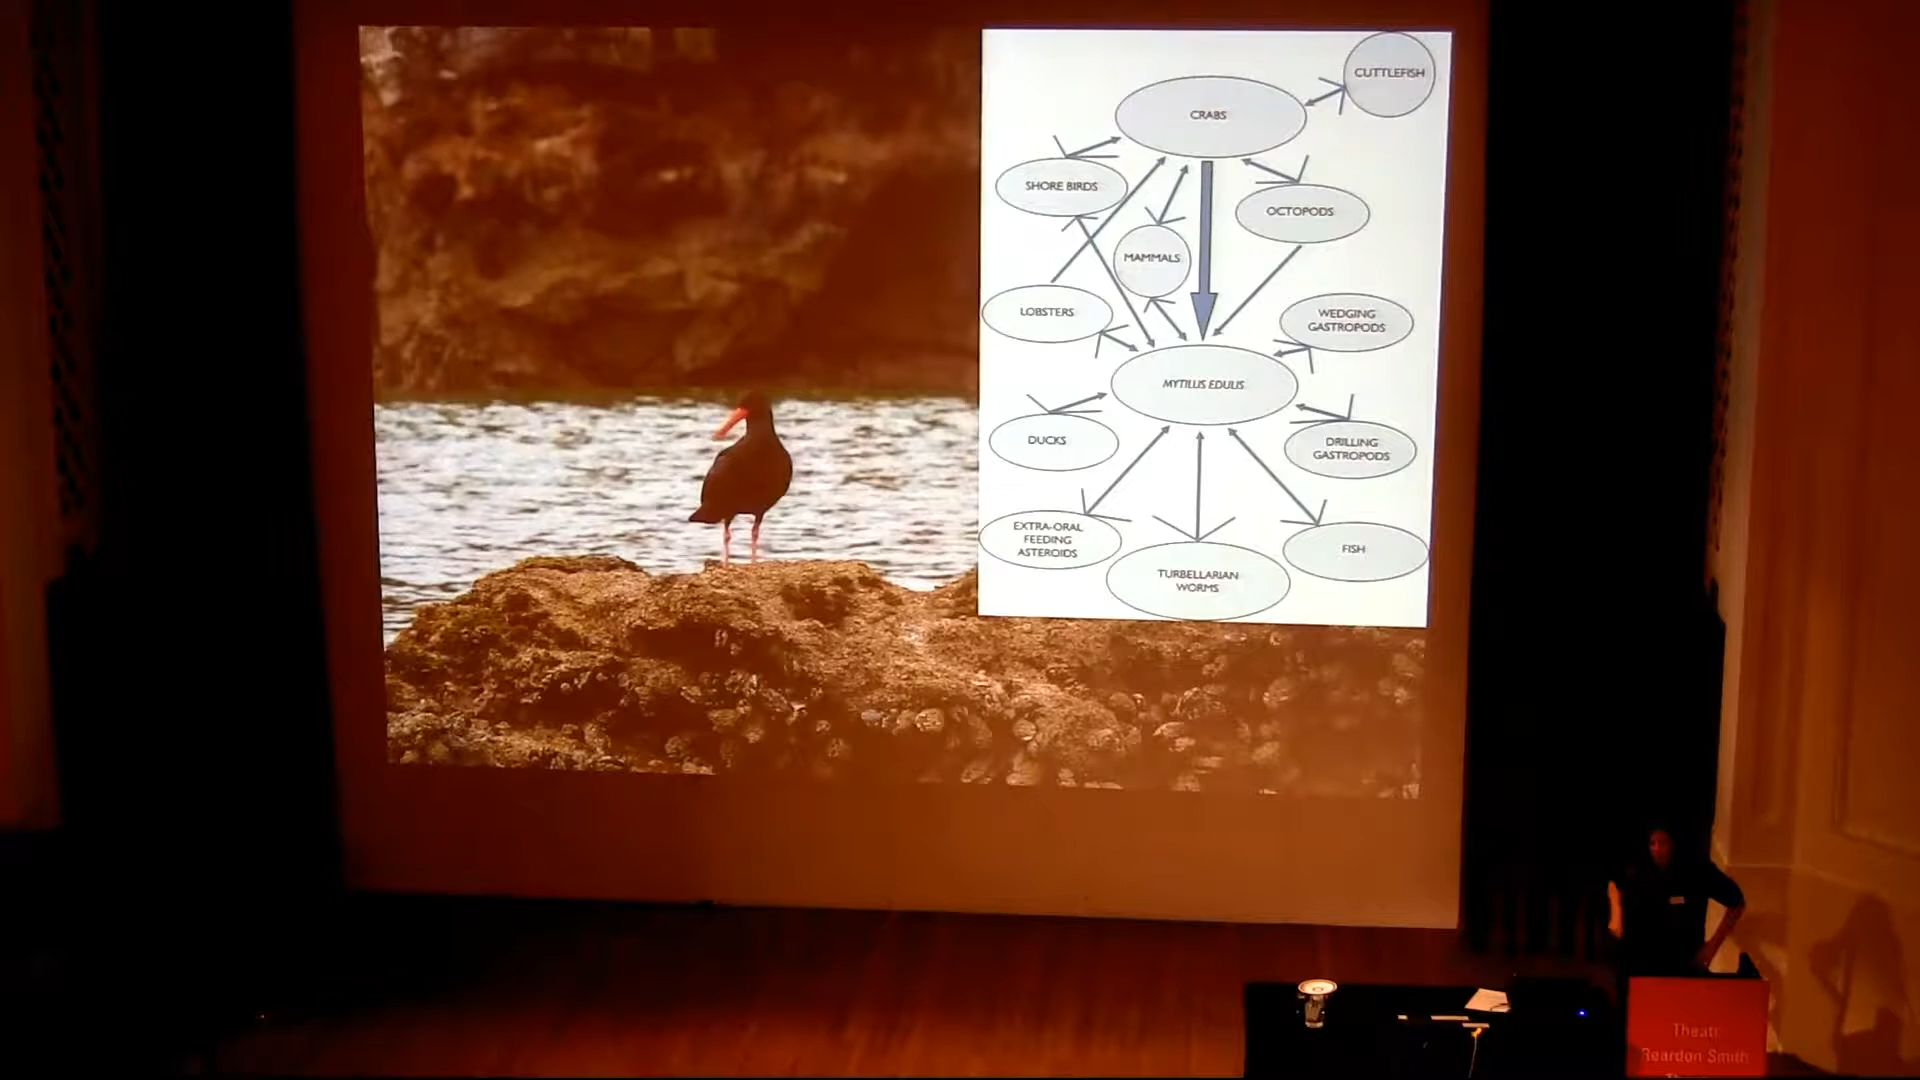 CUTTLEFISH
CRABS
SHORE BIRDS
OCTOPODS
MAMMALS
LOBSTERS
WEDGING
GASTROPODS
MYTILUS EDULIS
DUCKS
DRILLING
GASTROPODS
EXTRA-ORAL
FEEDING
ASTEROIDS
FISH
TURBELLARIAN
WORMS
Theatr
Reardon Smith